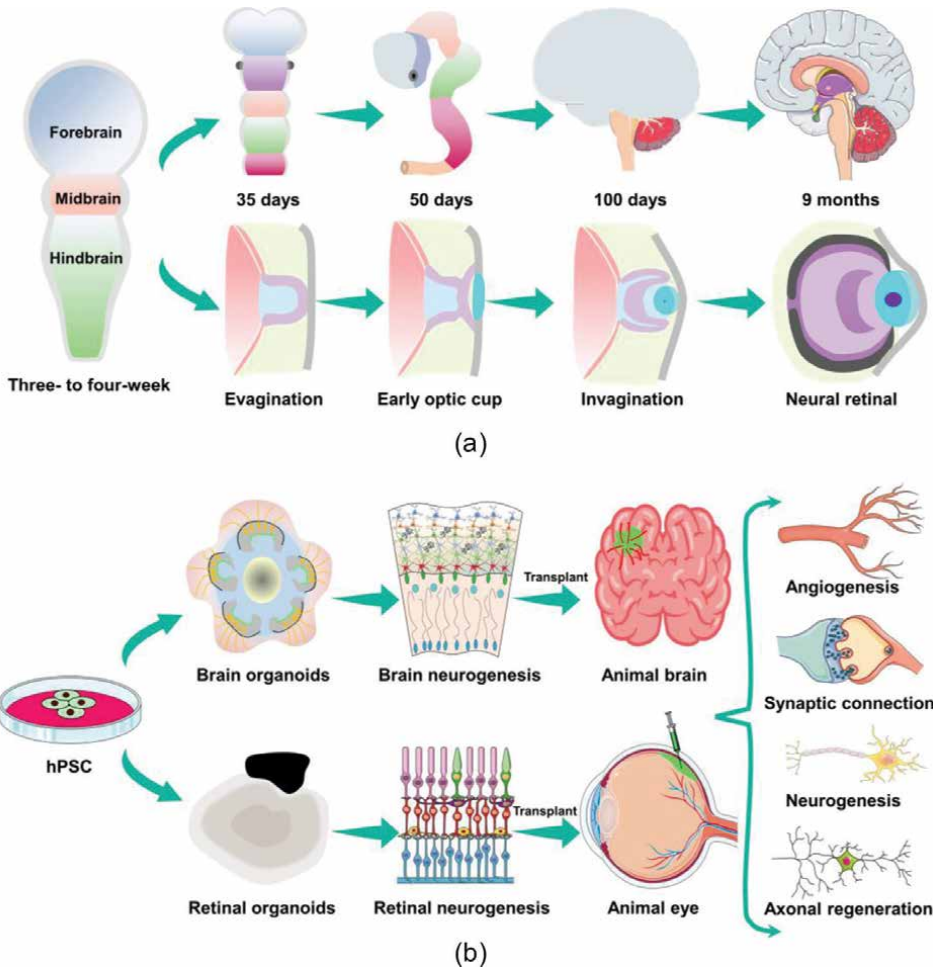 Forebrain
Midbrain
Hindbrain
Three- to four-week
35 days
50 days
100 days
9 months
Evagination
Early optic cup
Invagination
Neural retinal
(a)
hPSC
Brain organoids
Brain neurogenesis
Transplant
Animal brain
Retinal organoids
Retinal neurogenesis
Transplant
Animal eye
Angiogenesis
Synaptic connection
Neurogenesis
Axonal regeneration
(b)